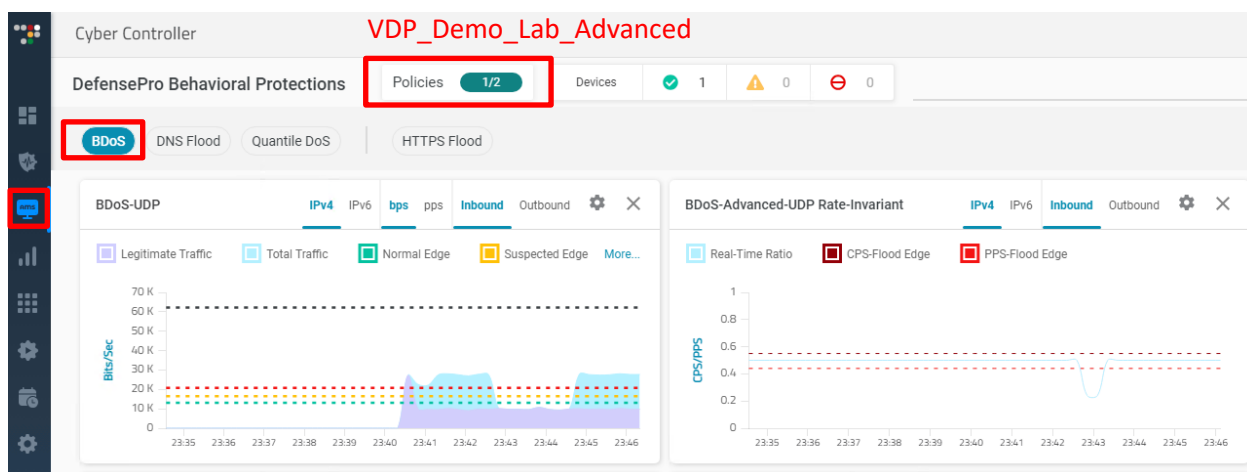 Cyber Controller
VDP_Demo_Lab_Advanced
DefensePro Behavioral Protections
Policies 1/2
Devices 1 0 0
BDoS DNS Flood Quantile DoS HTTPS Flood
BDoS-UDP IPv4 IPv6 bps pps Inbound Outbound
Legitimate Traffic Total Traffic Normal Edge Suspected Edge More...
70 K
60 K
50 K
40 K
30 K
20 K
10 K
0
Bits/Sec
23:35 23:36 23:37 23:38 23:39 23:40 23:41 23:42 23:43 23:44 23:45 23:46
BDoS-Advanced-UDP Rate-Invariant IPv4 IPv6 Inbound Outbound
Real-Time Ratio CPS-Flood Edge PPS-Flood Edge
1
0.8
0.6
0.4
0.2
0
CPS/PPS
23:35 23:36 23:37 23:38 23:39 23:40 23:41 23:42 23:43 23:44 23:45 23:46